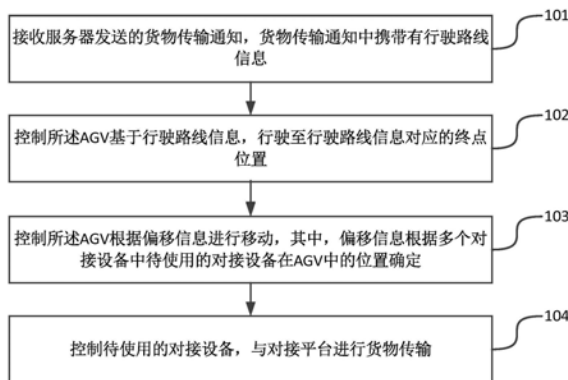 接收服务器发送的货物传输通知，货物传输通知中携带有行驶路线
信息
101
控制所述AGV基于行驶路线信息，行驶至行驶路线信息对应的终点
位置
102
控制所述AGV根据偏移信息进行移动，其中，偏移信息根据多个对
接设备中待使用的对接设备在AGV中的位置确定
103
控制待使用的对接设备，与对接平台进行货物传输
104